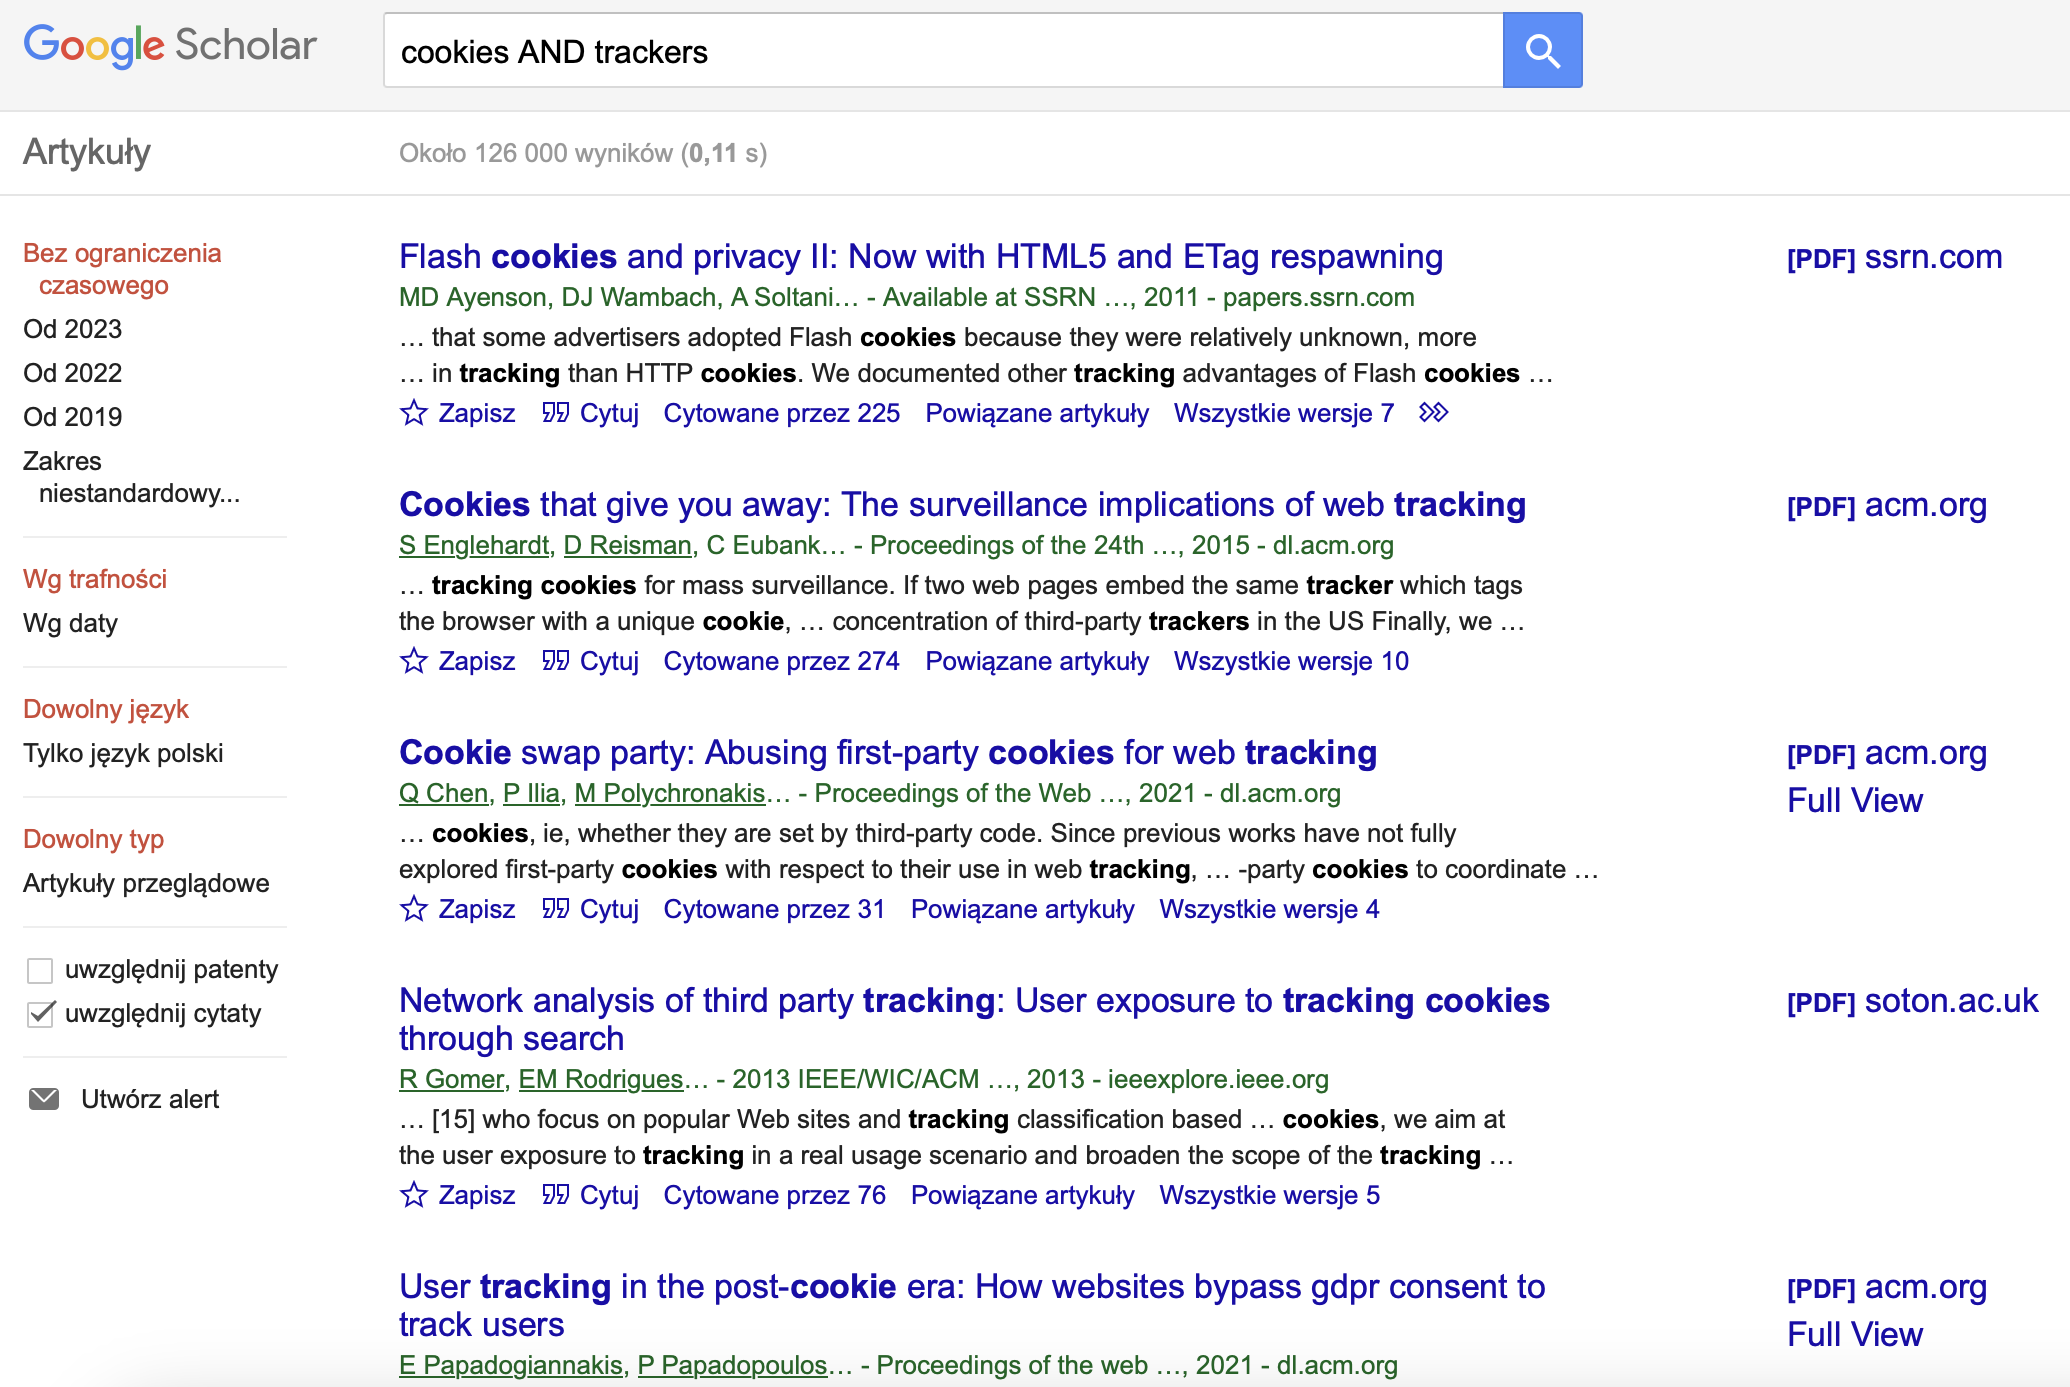 Google Scholar
cookies AND trackers
Artykuły
Około 126 000 wyników (0,11 s)
Bez ograniczenia
czasowego
Od 2023
Od 2022
Od 2019
Zakres
niestandardowy...
Wg trafności
Wg daty
Dowolny język
Tylko język polski
Dowolny typ
Artykuły przeglądowe
uwzględnij patenty
uwzględnij cytaty
Utwórz alert
Flash cookies and privacy II: Now with HTML5 and ETag respawning
MD Ayenson, DJ Wambach, A Soltani… - Available at SSRN …, 2011 - papers.ssrn.com
… that some advertisers adopted Flash cookies because they were relatively unknown, more
… in tracking than HTTP cookies. We documented other tracking advantages of Flash cookies …
Zapisz Cytuj Cytowane przez 225 Powiązane artykuły Wszystkie wersje 7
[PDF] ssrn.com
Cookies that give you away: The surveillance implications of web tracking
S Englehardt, D Reisman, C Eubank… - Proceedings of the 24th …, 2015 - dl.acm.org
… tracking cookies for mass surveillance. If two web pages embed the same tracker which tags
the browser with a unique cookie, … concentration of third-party trackers in the US Finally, we …
Zapisz Cytuj Cytowane przez 274 Powiązane artykuły Wszystkie wersje 10
[PDF] acm.org
Cookie swap party: Abusing first-party cookies for web tracking
Q Chen, P Ilia, M Polychronakis… - Proceedings of the Web …, 2021 - dl.acm.org
… cookies, ie, whether they are set by third-party code. Since previous works have not fully
explored first-party cookies with respect to their use in web tracking, … -party cookies to coordinate …
Zapisz Cytuj Cytowane przez 31 Powiązane artykuły Wszystkie wersje 4
[PDF] acm.org
Full View
Network analysis of third party tracking: User exposure to tracking cookies
through search
R Gomer, EM Rodrigues… - 2013 IEEE/WIC/ACM …, 2013 - ieeexplore.ieee.org
… [15] who focus on popular Web sites and tracking classification based … cookies, we aim at
the user exposure to tracking in a real usage scenario and broaden the scope of the tracking …
Zapisz Cytuj Cytowane przez 76 Powiązane artykuły Wszystkie wersje 5
[PDF] soton.ac.uk
User tracking in the post-cookie era: How websites bypass gdpr consent to
track users
E Papadogiannakis, P Papadopoulos… - Proceedings of the web …, 2021 - dl.acm.org
[PDF] acm.org
Full View